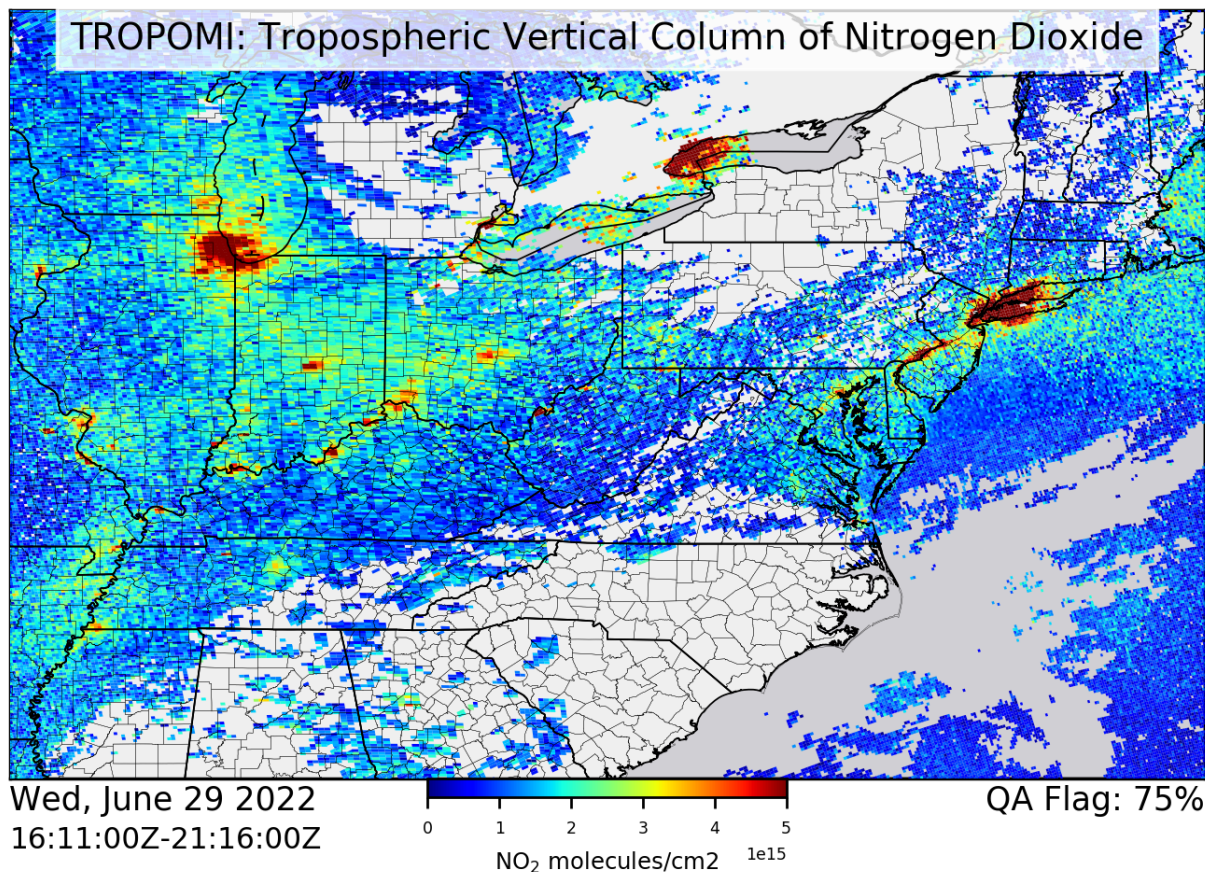 TROPOMI: Tropospheric Vertical Column of Nitrogen Dioxide
Wed, June 29 2022
16:11:00Z-21:16:00Z
0 1 2 3 4 5
1e15
NO₂ molecules/cm2
QA Flag: 75%